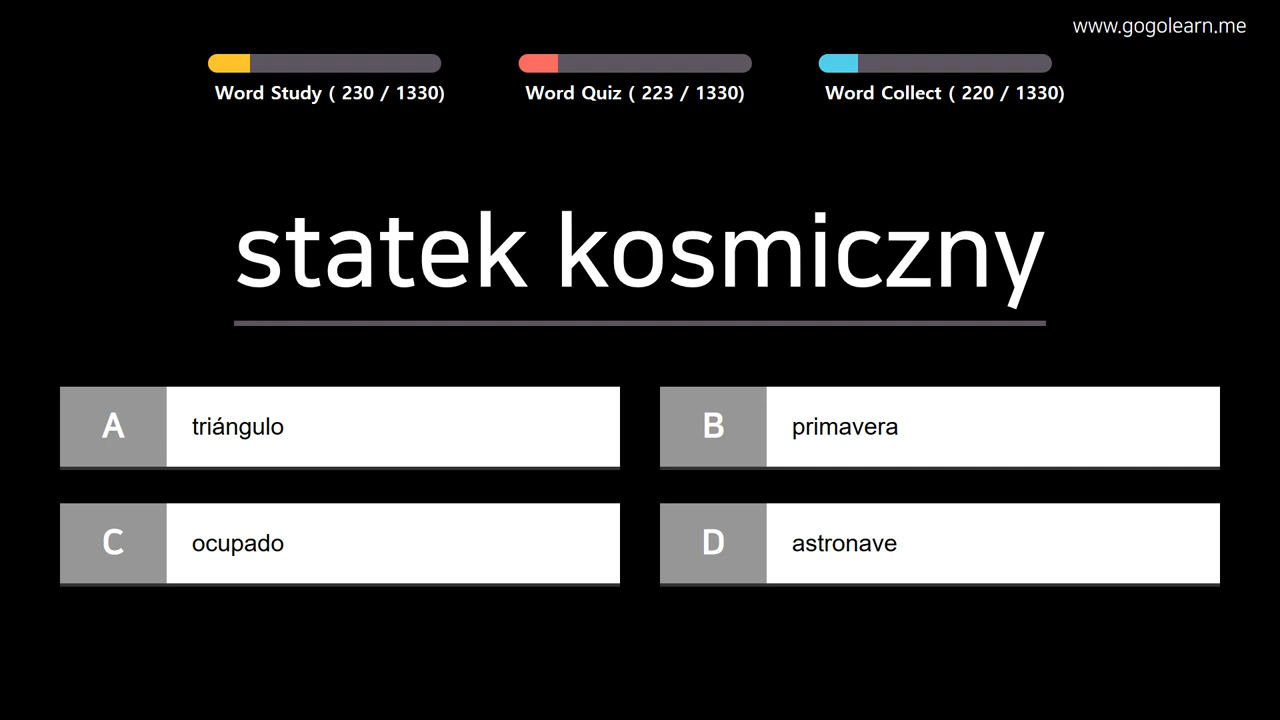 www.gogolearn.me
Word Study ( 230 / 1330)
Word Quiz ( 223 / 1330)
Word Collect ( 220 / 1330)
statek kosmiczny
A triángulo
B primavera
C ocupado
D astronave